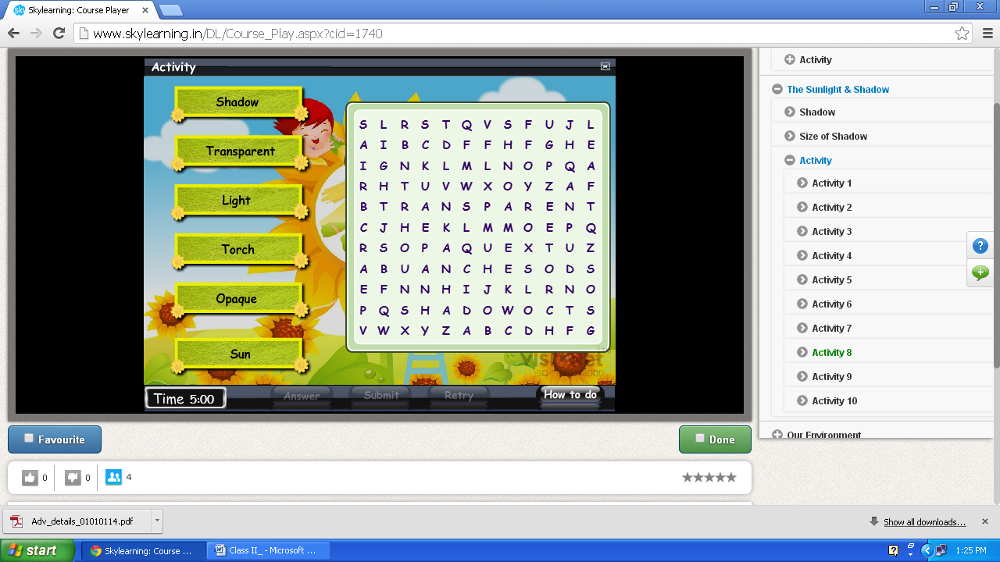 Skylearning: Course Player
www.skylearning.in/DL/Course_Play.aspx?cid=1740
Activity
Shadow
Transparent
Light
Torch
Opaque
Sun
S L R S T Q V S F U J L
A I B C D F F H F G H E
I G N K L M L N O P Q A
R H T U V W X O Y Z A F
B T R A N S P A R E N T
C J H E K L M M O E P Q
R S O P A Q U E X T U Z
A B U A N C H E S O D S
E F N N H I J K L R N O
P Q S H A D O W O C T S
V W X Y Z A B C D H F G
Time 5:00
Answer
Submit
Retry
How to do
Activity
The Sunlight & Shadow
Shadow
Size of Shadow
Activity
Activity 1
Activity 2
Activity 3
Activity 4
Activity 5
Activity 6
Activity 7
Activity 8
Activity 9
Activity 10
Our Environment
Favourite
Done
0
0
4
Adv_details_01010114.pdf
Show all downloads...
start
Skylearning: Course ...
Class II_ - Microsoft ...
1:25 PM